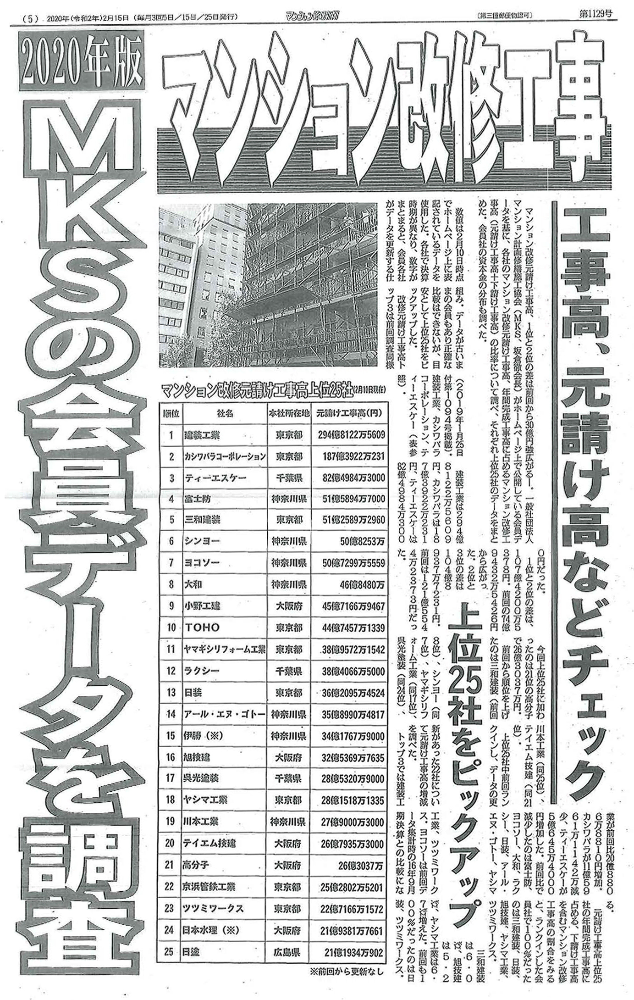 (5) 2020年(令和2年)2月15日 (毎月3回5日/15日/25日発行)
マンション管理新聞
〔第三種郵便物認可〕
第1129号
マンション改修工事
2020年版
MKSの会員データを調査
工事高、元請け高などチェック
マンション改修元請け工事高、1位と2位の差は前回から30億円強広がる―。一般社団法人
マンション計画修繕施工協会(MKS、坂倉徹会長)がホームページ上で公開している会員デ
ータを基に、各社のマンション改修元請け工事高、年間完成工事高に占めるマンション改修工
事高(元請け工事高+下請け工事高)の比率について調べ、それぞれ上位25社のデータをまと
めた。会員社の資本金の分布も調べた。
数値は2月10日時点
でホームページ上に表
記されているデータを
使用した。各社で決算
時期が異なり、数字が
まとまると、会員各社
がデータを更新する仕
組み。データが古いま
まの会員もあり正確な
比較はできないが、目
安として上位25社をピ
ックアップした。
改修元請け工事高ト
ップ3は前回調査同様
(2019年1月25日
付第1094号掲載)、
建装工業、カシワバラ
コーポレーション、テ
ィーエスケー(表参
照)。
建装工業は294億
8122万5609
円、カシワバラは18
7億3922万231
円、ティーエスケーは
82億4984万300
0円だった。
1位と2位の差は、
107億4200万5
378円。前回の74億
9432万5426円
から広がっ
た。2位と
3位の差は
104億8
937万7231円。
前回は121億554
4万2373円だっ
た。
上位25社をピックアップ
今回上位25社に加わ
ったのは21位の高分子
で26億3037万円。
前回から順位を上げ
たのは三和建装(前回
8位)、シンヨー(同
7位)、ヤマギシリフ
ォーム工業(同17位)、
呉光塗装(同24位)、
川本工業(同25位)、
テイエム技建(同21
位)。
上位25社中前回ラン
クインし、データの更
新があった22社につい
て元請け工事高の増減
を調べた。
トップ3では建装工
業が前回比20億880
6万8810円増加。
カシワバラが11億59
61万1142万減
少、ティーエスケーが
5億645万4000
円増加した。前回比で
減少したのは富士防、
ヨコソー、大和、ラク
シー、日装、アール・
エヌ・ゴトー、ヤシマ
工業、ツツミワーク
ス。ヨコソーは前回デ
ータ集計時の16年9月
期決算との比較にな
る。
元請け工事高上位25
社の年間完成工事高に
占める、下請け工事高
を含むマンション改修
工事高の割合をみる
と、ランクインした会
員社で100%だった
のは三和建装、日装、
旭技建、ヤシマ工業、
ツツミワークス。
三和建装
は6・0
㌽、旭技建
は5・2
㌽、ヤシマ工業は6・
7㌽増えた。前回も1
00%だったのは日
装、ツツミワークス。
マンション改修元請け工事高上位25社(2月10日現在)
順位 社名 本社所在地 元請け工事高(円)
1 建装工業 東京都 294億8122万5609
2 カシワバラコーポレーション 東京都 187億3922万231
3 ティーエスケー 千葉県 82億4984万3000
4 富士防 神奈川県 51億5894万7000
5 三和建装 東京都 51億2589万2960
6 シンヨー 神奈川県 50億8253万
7 ヨコソー 神奈川県 50億7299万5559
8 大和 神奈川県 46億8480万
9 小野工建 大阪府 45億7166万9467
10 TOHO 東京都 44億7457万1339
11 ヤマギシリフォーム工業 東京都 38億9572万1542
12 ラクシー 千葉県 38億4066万5000
13 日装 東京都 36億2095万4524
14 アール・エヌ・ゴトー 神奈川県 35億8990万4817
15 伊勝(※) 神奈川県 34億1767万9000
16 旭技建 大阪府 32億5369万7635
17 呉光塗装 千葉県 28億5320万9000
18 ヤシマ工業 東京都 28億1518万1335
19 川本工業 神奈川県 27億9000万3000
20 テイエム技建 大阪府 26億7935万3000
21 高分子 大阪府 26億3037万
22 京浜管鉄工業 東京都 25億2802万5201
23 ツツミワークス 東京都 22億7166万1572
24 日本水理(※) 大阪府 21億9381万7661
25 日塗 広島県 21億1934万902
※前回から更新なし